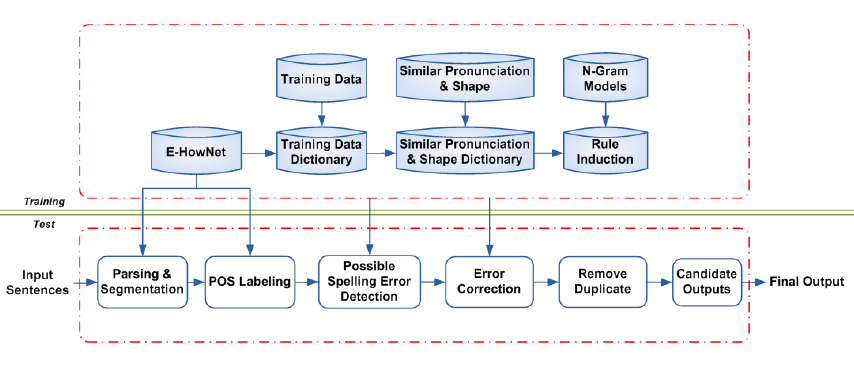 Training Data
Similar Pronunciation
& Shape
N-Gram
Models
E-HowNet
Training Data
Dictionary
Similar Pronunciation
& Shape Dictionary
Rule
Induction
Training
Test
Input
Sentences
Parsing &
Segmentation
POS Labeling
Possible
Spelling Error
Detection
Error
Correction
Remove
Duplicate
Candidate
Outputs
Final Output